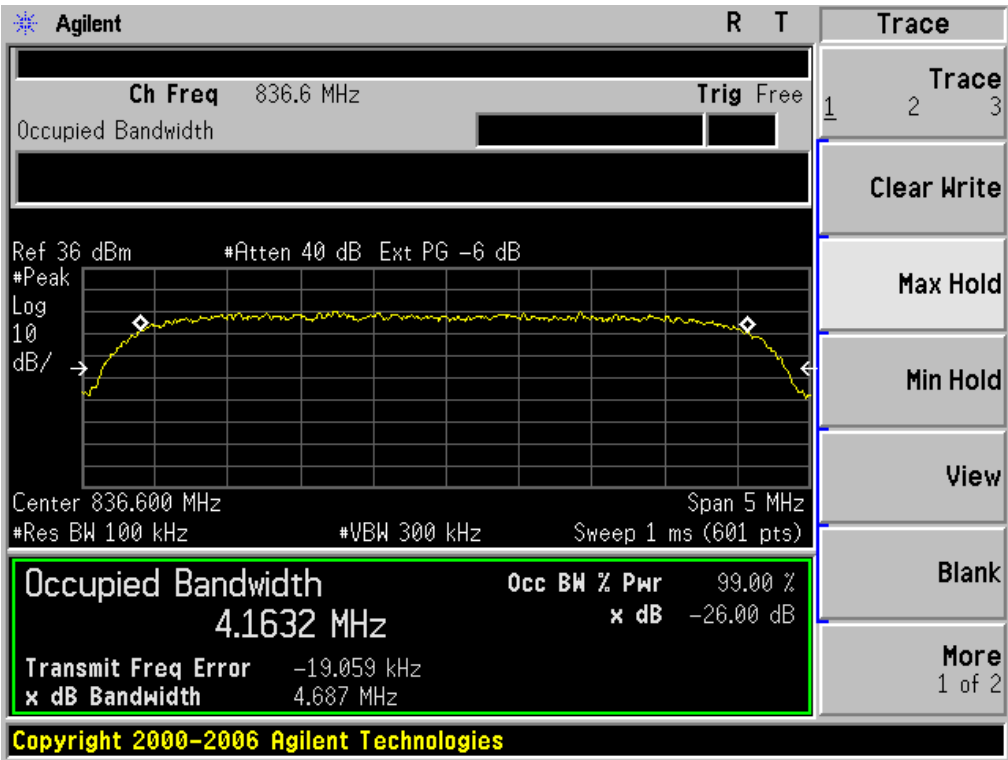 Agilent R T Trace
Ch Freq 836.6 MHz Trig Free
Occupied Bandwidth
Trace
1 2 3
Clear Write
Max Hold
Min Hold
View
Blank
More
1 of 2
Ref 36 dBm #Atten 40 dB Ext PG -6 dB
#Peak
Log
10
dB/
Center 836.600 MHz Span 5 MHz
#Res BW 100 kHz #VBW 300 kHz Sweep 1 ms (601 pts)
Occupied Bandwidth Occ BW % Pwr 99.00 %
4.1632 MHz x dB -26.00 dB
Transmit Freq Error -19.059 kHz
x dB Bandwidth 4.687 MHz
Copyright 2000-2006 Agilent Technologies